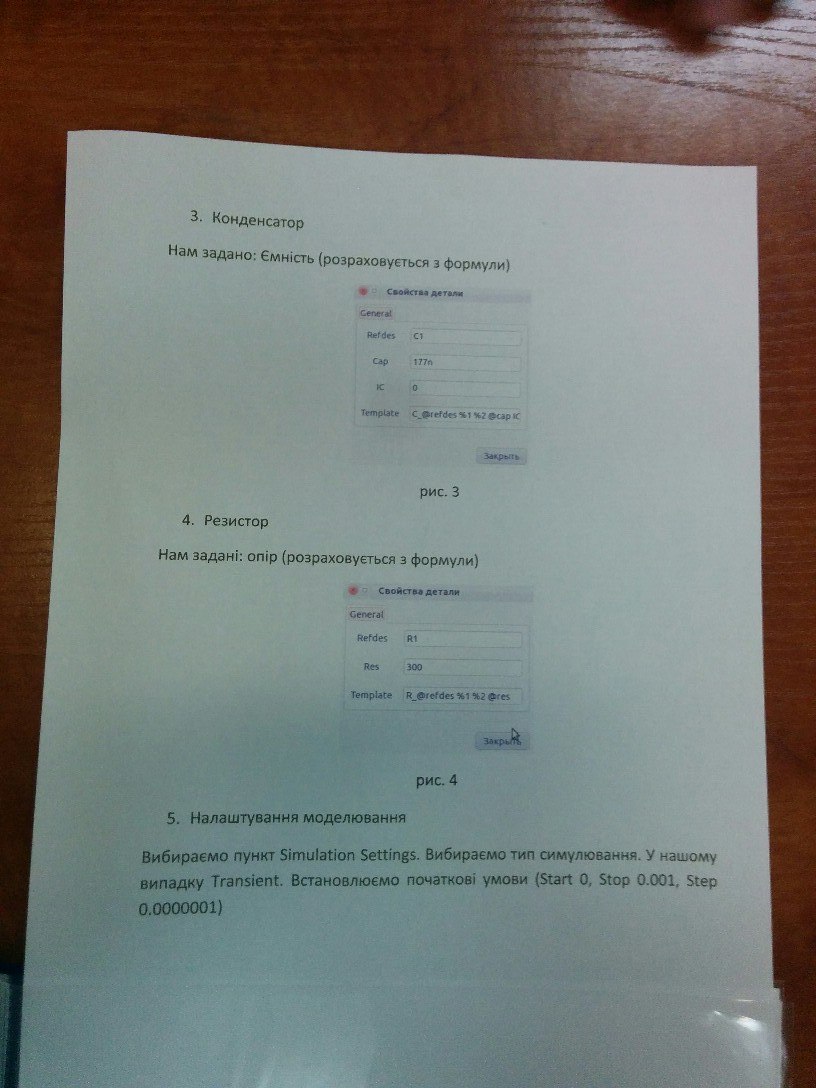 3. Конденсатор
Нам задано: Ємність (розраховується з формули)
Свойства детали
General
Refdes C1
Cap 177n
IC 0
Template C_@refdes %1 %2 @cap IC
Закрыть
рис. 3
4. Резистор
Нам задані: опір (розраховується з формули)
Свойства детали
General
Refdes R1
Res 300
Template R_@refdes %1 %2 @res
Закрыть
рис. 4
5. Налаштування моделювання
Вибираємо пункт Simulation Settings. Вибираємо тип симулювання. У нашому
випадку Transient. Встановлюємо початкові умови (Start 0, Stop 0.001, Step
0.0000001)